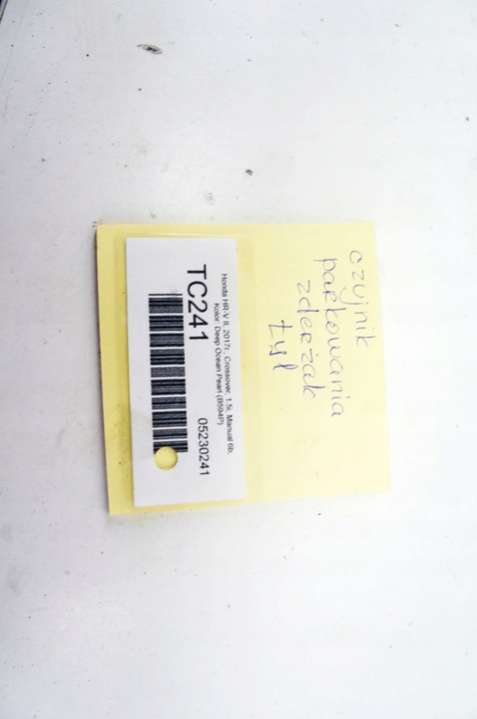 czujnik
parkowania
zderzak
tył
Honda HR-V II, 2017r., Crossover, 1.5i, Manual 6b,
Kolor: Deep Ocean Pearl (B594P)
TC241
05230241